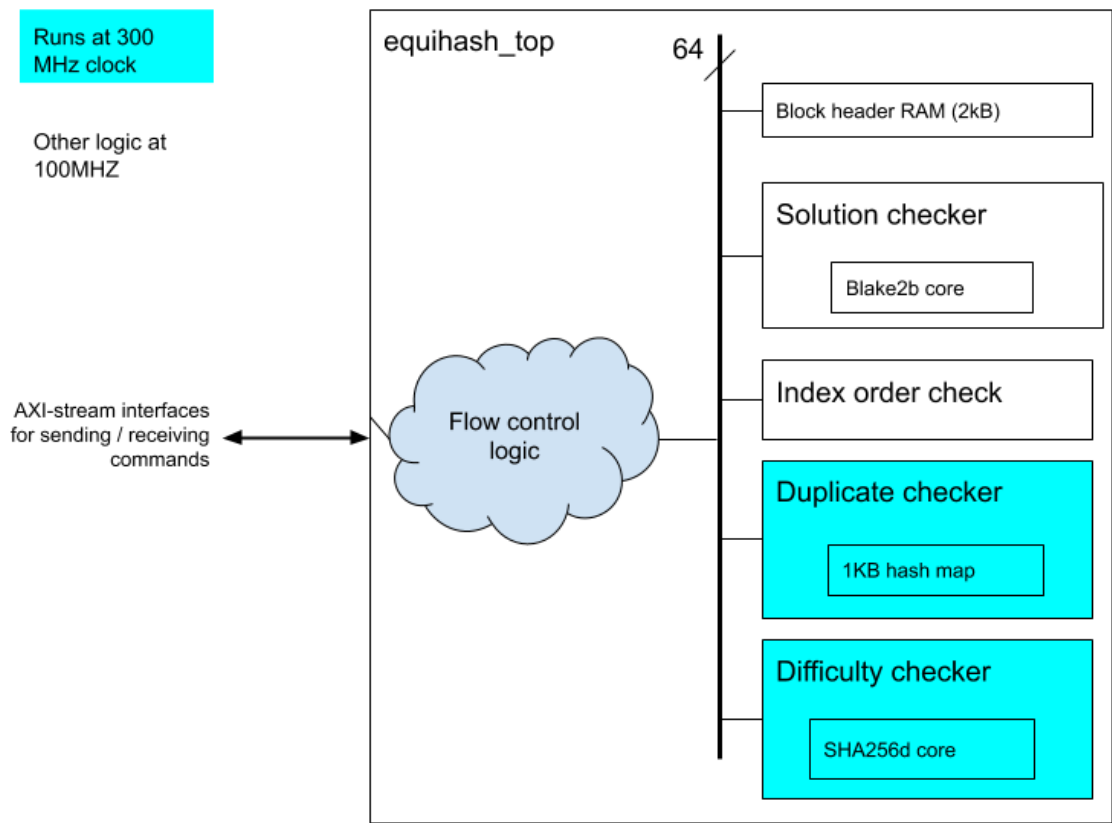 Runs at 300
MHz clock
Other logic at
100MHZ
equihash_top
64
Block header RAM (2kB)
Solution checker
Blake2b core
AXI-stream interfaces
for sending / receiving
commands
Flow control
logic
Index order check
Duplicate checker
1KB hash map
Difficulty checker
SHA256d core